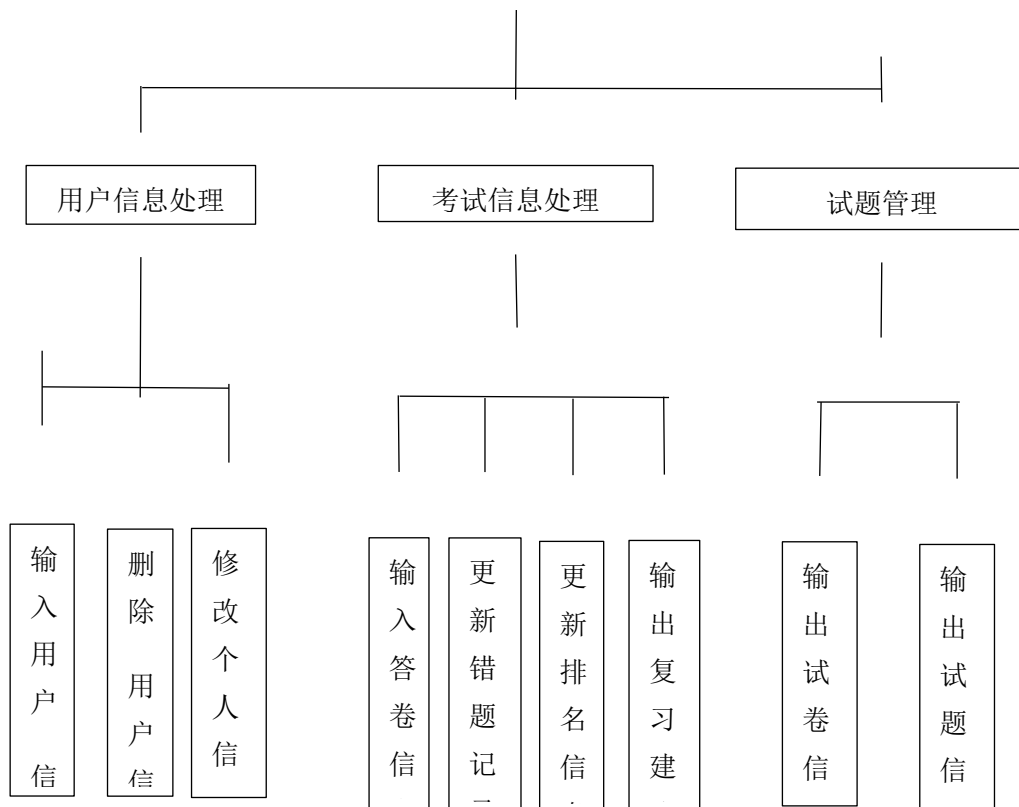 用户信息处理
考试信息处理
试题管理
输入用户 信
删除 用户信
修改个人信
输入答卷信
更新错题记
更新排名信
输出复习建
输出试卷信
输出试题信